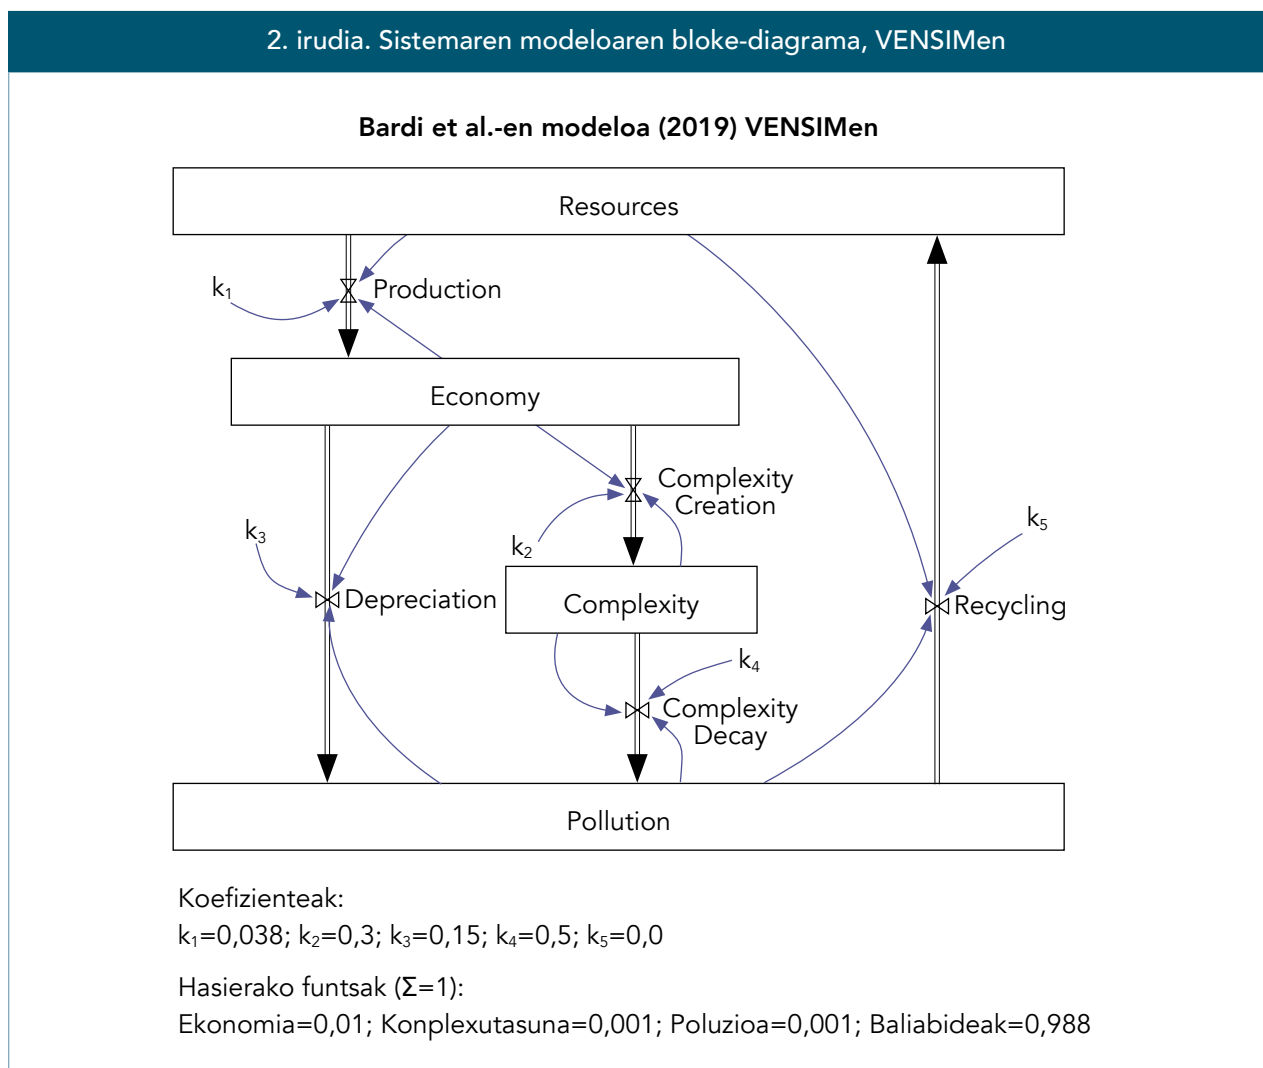 2. irudia. Sistemaren modeloaren bloke-diagrama, VENSIMen
Bardi et al.-en modeloa (2019) VENSIMen
Resources
k₁
Production
Economy
Complexity
Creation
k₂
k₃
k₅
Depreciation
Complexity
Recycling
k₄
Complexity
Decay
Pollution
Koefizienteak:
k₁=0,038; k₂=0,3; k₃=0,15; k₄=0,5; k₅=0,0
Hasierako funtsak (Σ=1):
Ekonomia=0,01; Konplexutasuna=0,001; Poluzioa=0,001; Baliabideak=0,988